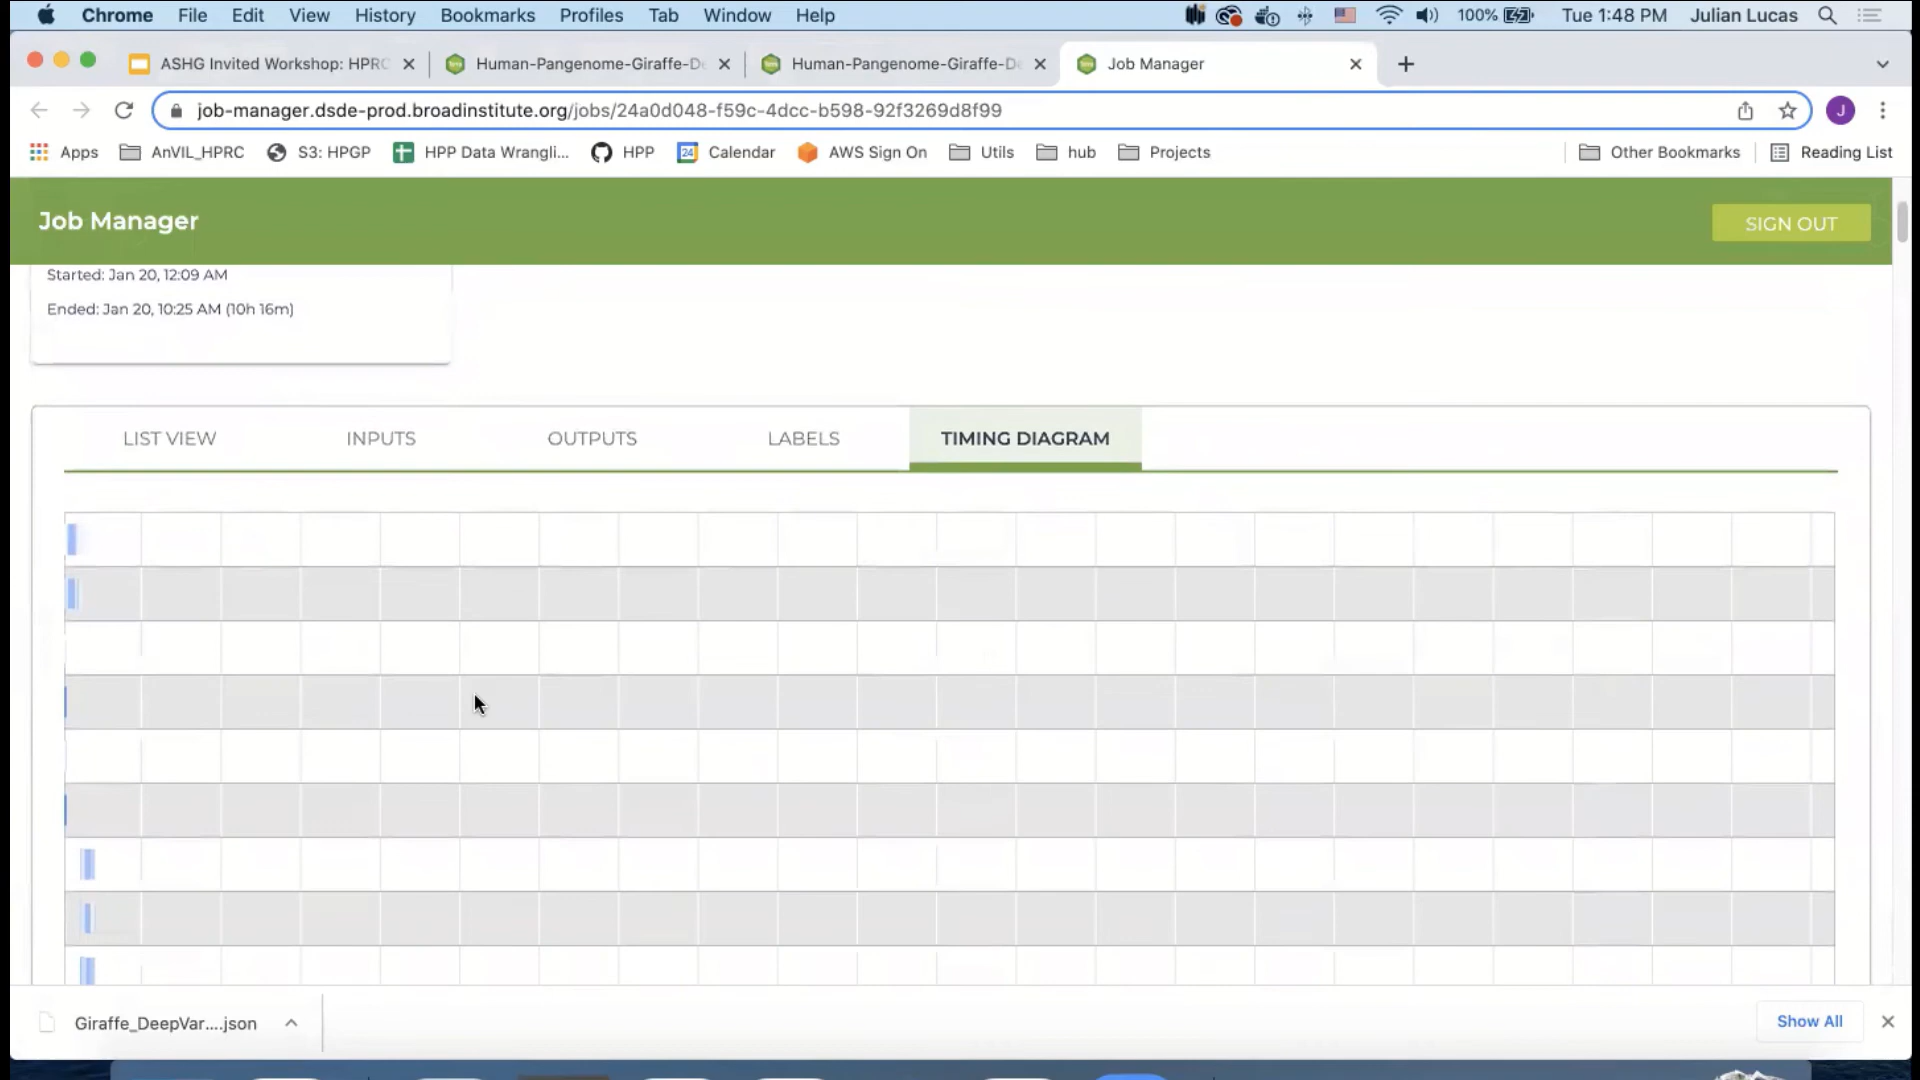 Chrome File Edit View History Bookmarks Profiles Tab Window Help 100% Tue 1:48 PM Julian Lucas
ASHG Invited Workshop: HPRC Human-Pangenome-Giraffe-De Human-Pangenome-Giraffe-De Job Manager
job-manager.dsde-prod.broadinstitute.org/jobs/24a0d048-f59c-4dcc-b598-92f3269d8f99 J
Apps AnVIL_HPRC S3: HPGP HPP Data Wrangli... HPP 24 Calendar AWS Sign On Utils hub Projects Other Bookmarks Reading List
Job Manager SIGN OUT
Started: Jan 20, 12:09 AM
Ended: Jan 20, 10:25 AM (10h 16m)
LIST VIEW INPUTS OUTPUTS LABELS TIMING DIAGRAM
Giraffe_DeepVar....json Show All